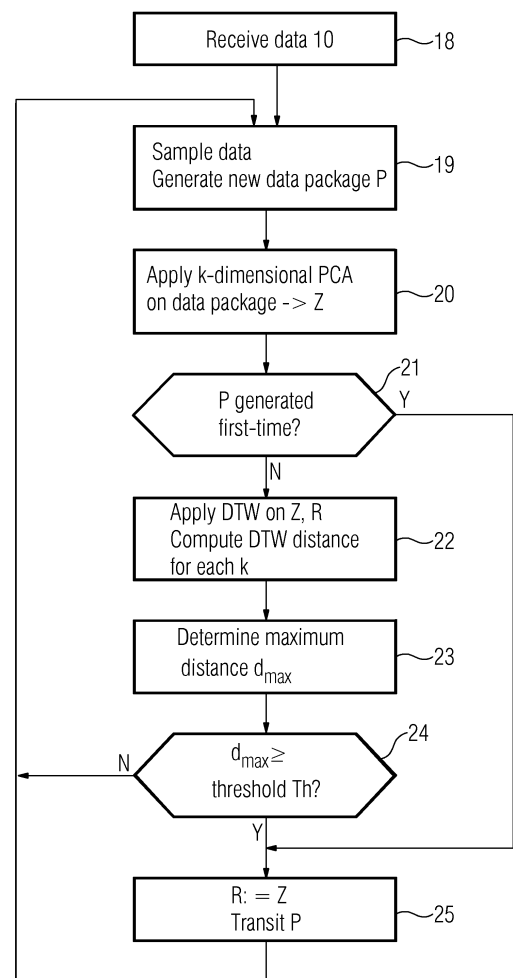 Receive data 10
18
Sample data
Generate new data package P
19
Apply k-dimensional PCA
on data package -> Z
20
21
P generated
first-time?
Y
N
Apply DTW on Z, R
Compute DTW distance
for each k
22
Determine maximum
distance dmax
23
24
dmax≥
threshold Th?
N
Y
R: = Z
Transit P
25